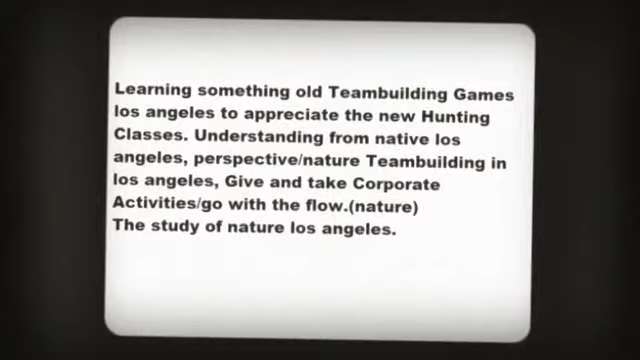 Learning something old Teambuilding Games
los angeles to appreciate the new Hunting
Classes. Understanding from native los
angeles, perspective/nature Teambuilding in
los angeles, Give and take Corporate
Activities/go with the flow.(nature)
The study of nature los angeles.